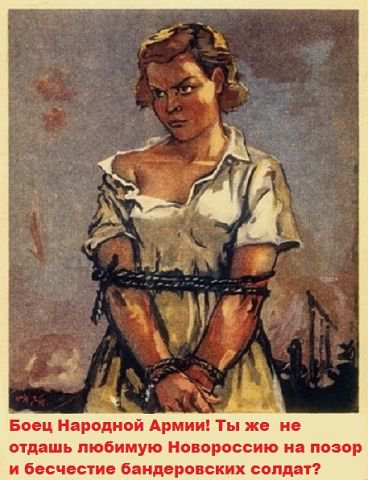 Боец Народной Армии! Ты же не
отдашь любимую Новороссию на позор
и бесчестие бандеровских солдат?